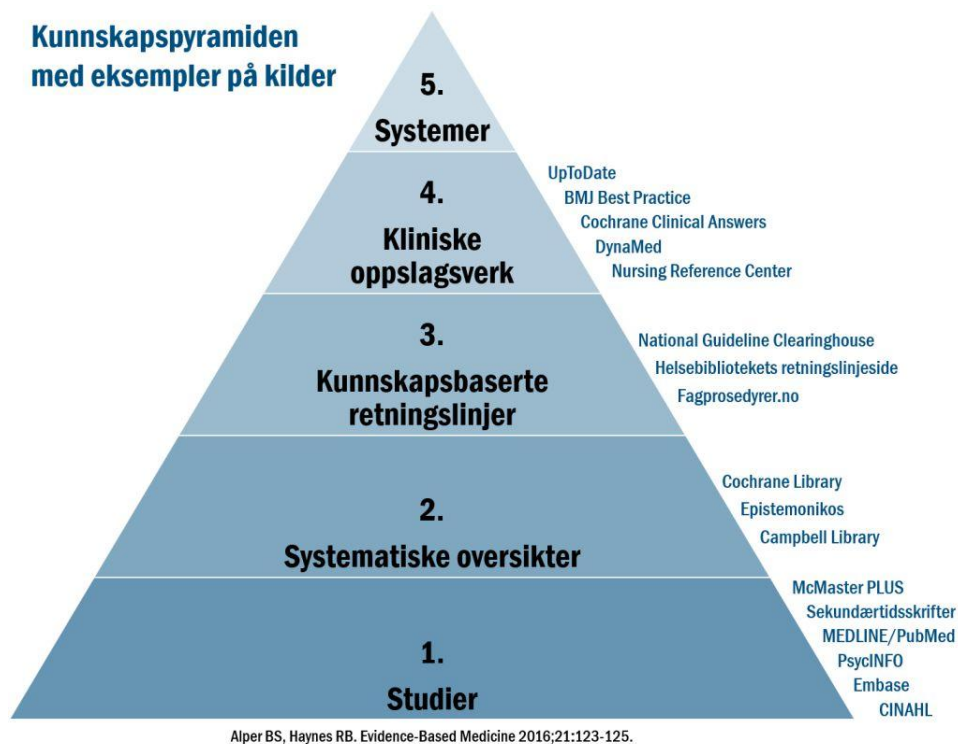 Kunnskapspyramiden
med eksempler på kilder
5.
Systemer
4.
Kliniske
oppslagsverk
UpToDate
BMJ Best Practice
Cochrane Clinical Answers
DynaMed
Nursing Reference Center
3.
Kunnskapsbaserte
retningslinjer
National Guideline Clearinghouse
Helsebibliotekets retningslinjeside
Fagprosedyrer.no
2.
Systematiske oversikter
Cochrane Library
Epistemonikos
Campbell Library
1.
Studier
McMaster PLUS
Sekundærtidsskrifter
MEDLINE/PubMed
PsycINFO
Embase
CINAHL
Alper BS, Haynes RB. Evidence-Based Medicine 2016;21:123-125.